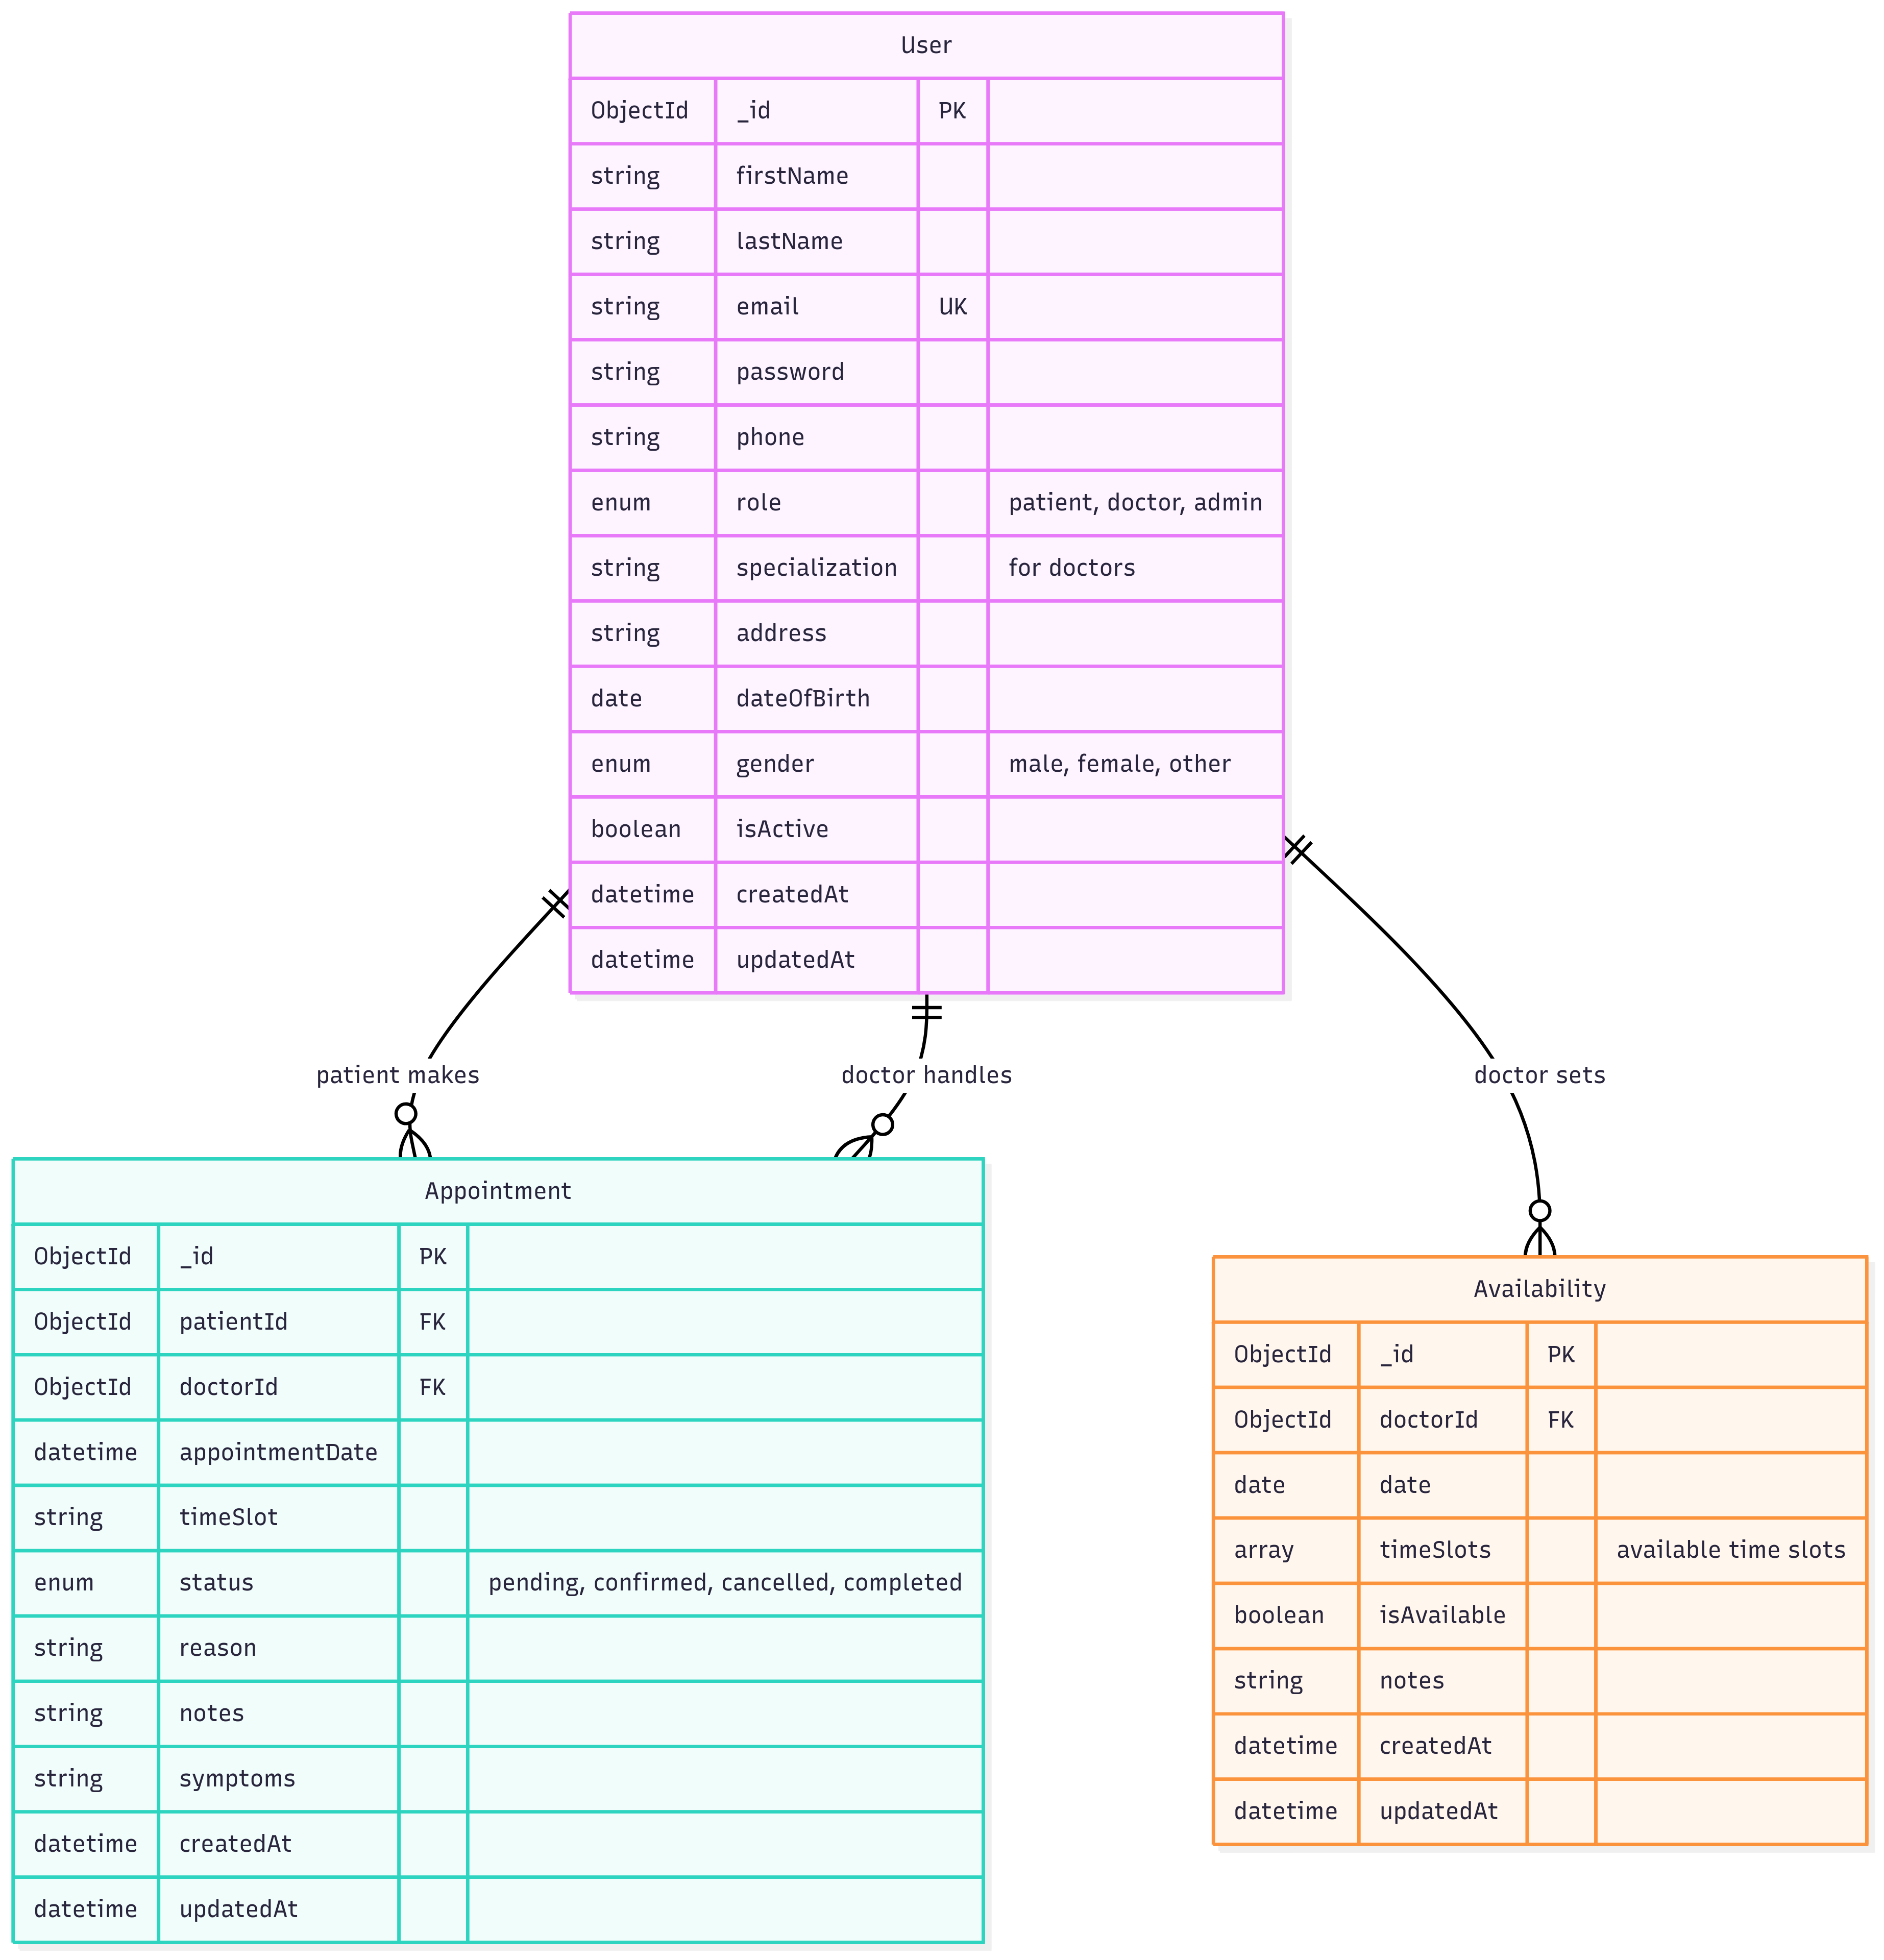 User
ObjectId _id PK
string firstName
string lastName
string email UK
string password
string phone
enum role patient, doctor, admin
string specialization for doctors
string address
date dateOfBirth
enum gender male, female, other
boolean isActive
datetime createdAt
datetime updatedAt
patient makes
doctor handles
doctor sets
Appointment
ObjectId _id PK
ObjectId patientId FK
ObjectId doctorId FK
datetime appointmentDate
string timeSlot
enum status pending, confirmed, cancelled, completed
string reason
string notes
string symptoms
datetime createdAt
datetime updatedAt
Availability
ObjectId _id PK
ObjectId doctorId FK
date date
array timeSlots available time slots
boolean isAvailable
string notes
datetime createdAt
datetime updatedAt